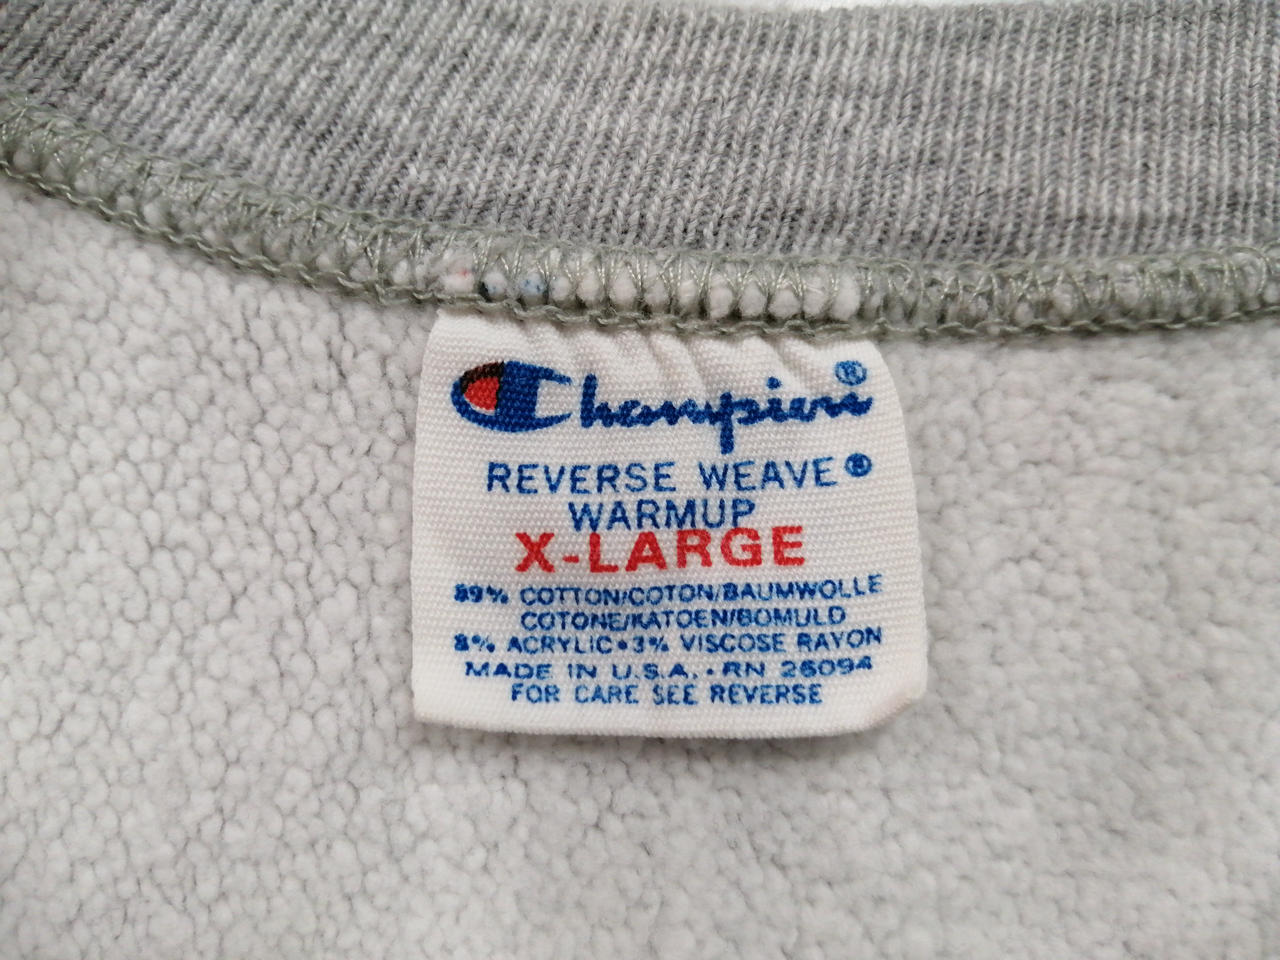 Champion®
REVERSE WEAVE®
WARMUP
X-LARGE
89% COTTON/COTON/BAUMWOLLE
COTONE/KATOEN/BOMULD
8% ACRYLIC•3% VISCOSE RAYON
MADE IN U.S.A. • RN 26094
FOR CARE SEE REVERSE